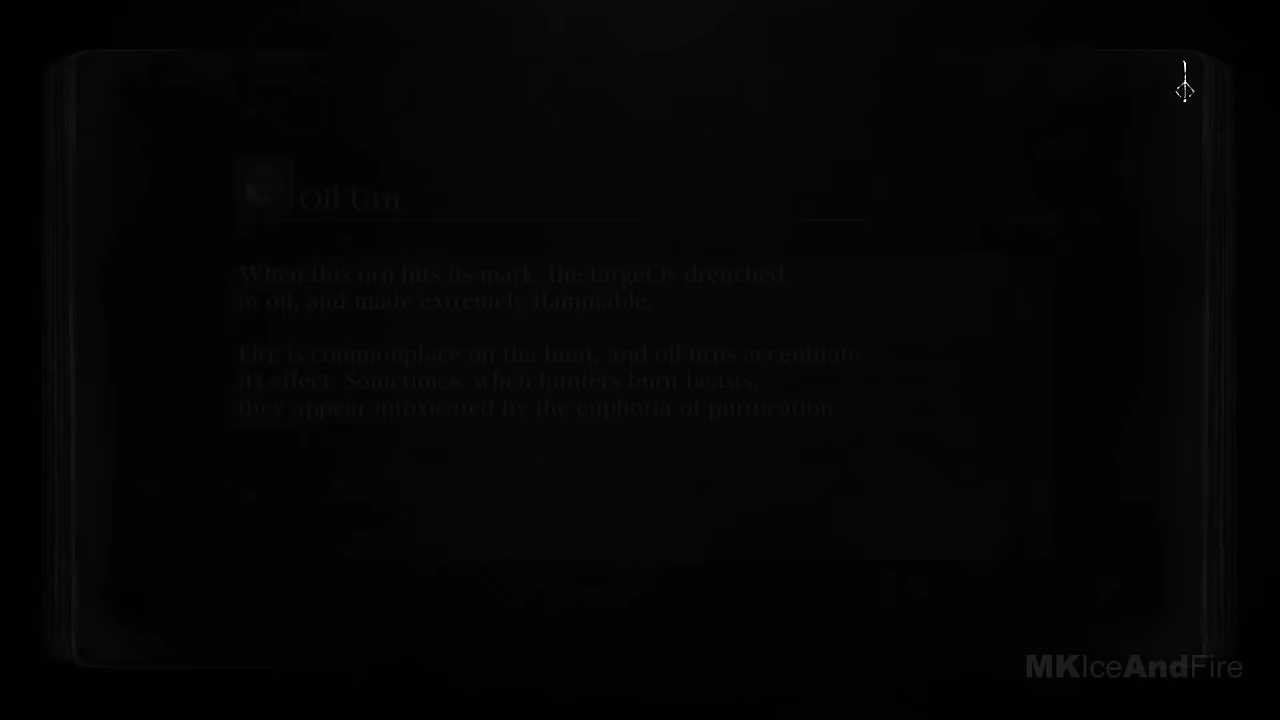 Oil Urn
When this urn hits its mark, the target is drenched
in oil, and made extremely flammable.
Fire is commonplace on the hunt, and oil urns accentuate
its effect. Sometimes, when hunters burn beasts,
they appear intoxicated by the euphoria of purification
MKIceAndFire